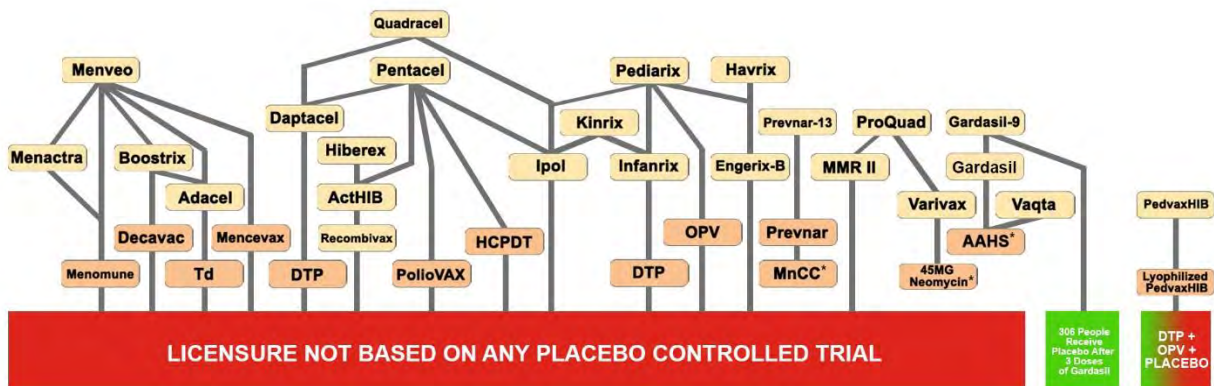 Quadracel
Menveo
Pentacel
Pediarix
Havrix
Daptacel
Kinrix
Prevnar-13
ProQuad
Gardasil-9
Menactra
Boostrix
Hiberex
Ipol
Infanrix
Engerix-B
MMR II
Gardasil
Adacel
ActHIB
Varivax
Vaqta
PedvaxHIB
Decavac
Mencevax
Recombivax
HCPDT
OPV
Prevnar
AAHS*
Menomune
Td
DTP
PolioVAX
DTP
MnCC*
45MG
Neomycin*
Lyophilized
PedvaxHIB
LICENSURE NOT BASED ON ANY PLACEBO CONTROLLED TRIAL
306 People
Receive
Placebo After
3 Doses
of Gardasil
DTP +
OPV +
PLACEBO